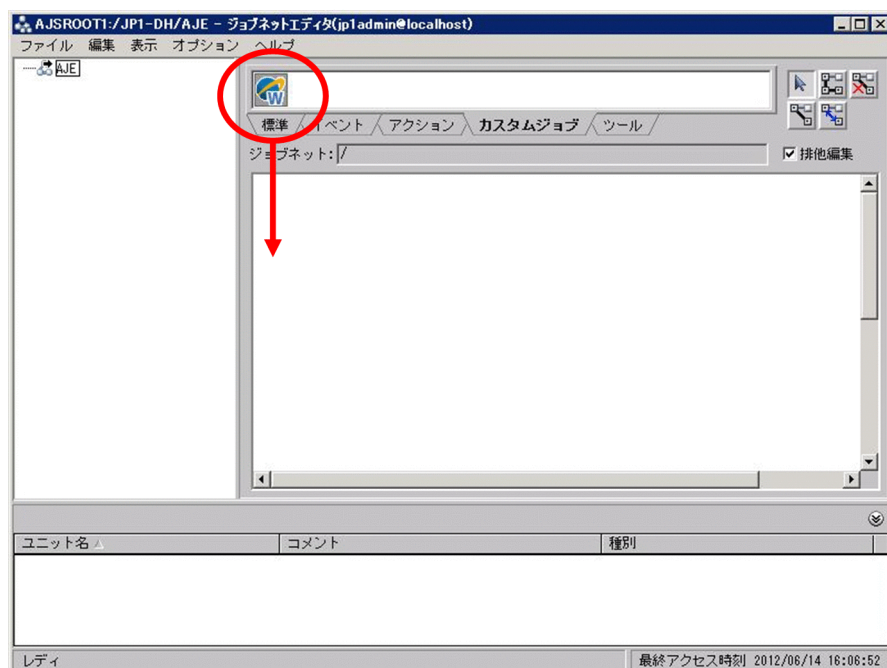 AJSROOT1:/JP1-DH/AJE - ジョブネットエディタ(jp1admin@localhost)
ファイル 編集 表示 オプション ヘルプ
AJE
W
標準 イベント アクション カスタムジョブ ツール
ジョブネット: / 排他編集
ユニット名 コメント 種別
レディ 最終アクセス時刻 2012/06/14 16:06:52